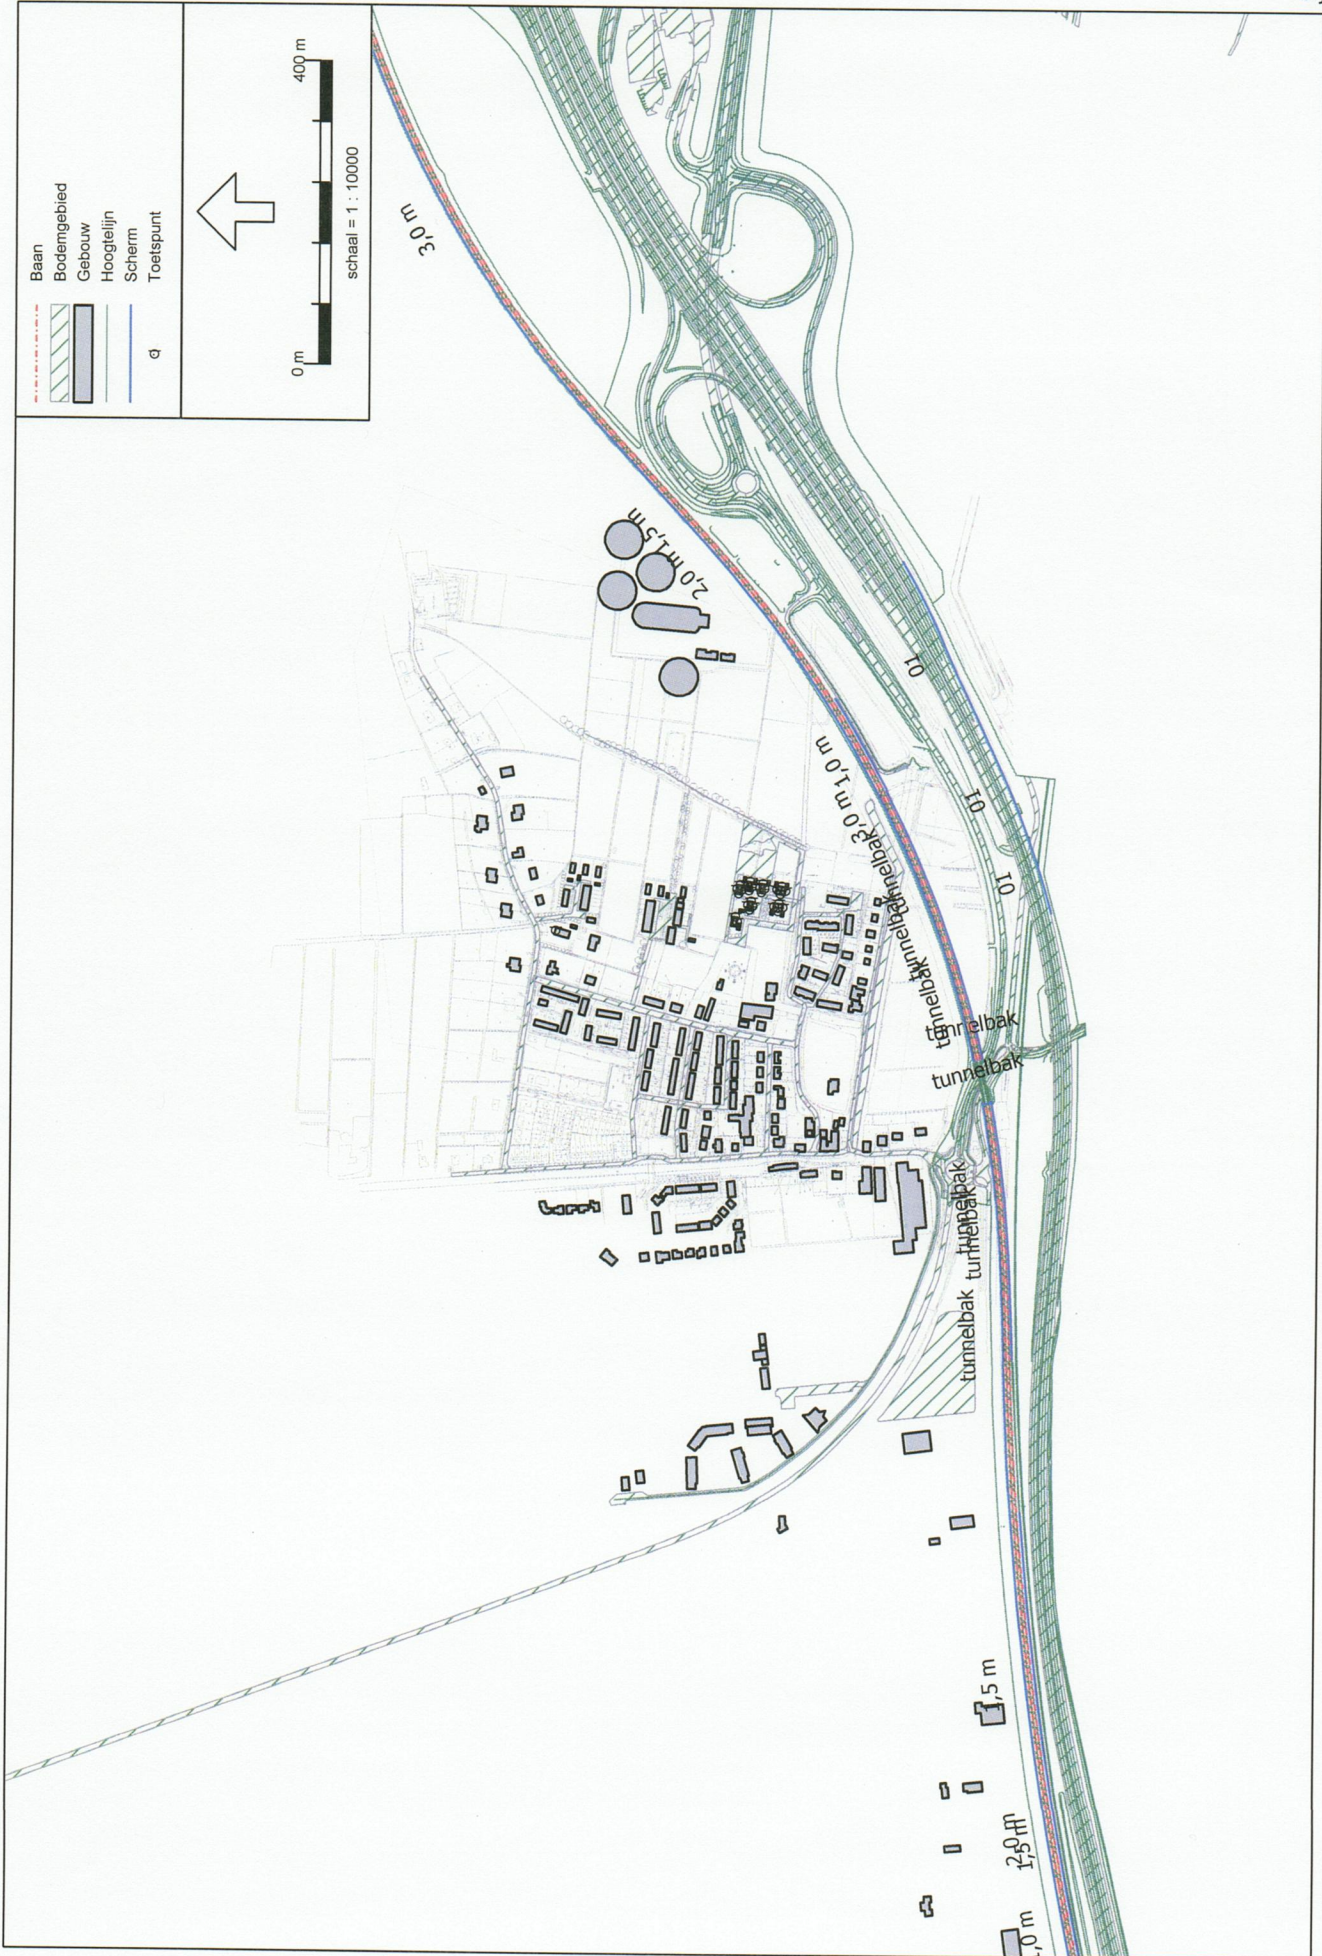 Baan
Bodemgebied
Gebouw
Hoogtelijn
Scherm
Toetspunt
0 m
400 m
schaal = 1 : 10000
3,0 m
1,5 m
2,0 m
1,0 m
3,0 m
tunnelbak
tunnelbak
tunnelbak
tunnelbak
tunnelbak
01
01
01
tunnelbak
tunnelbak
tunnelbak
1,5 m
2,0 m
1,5 m